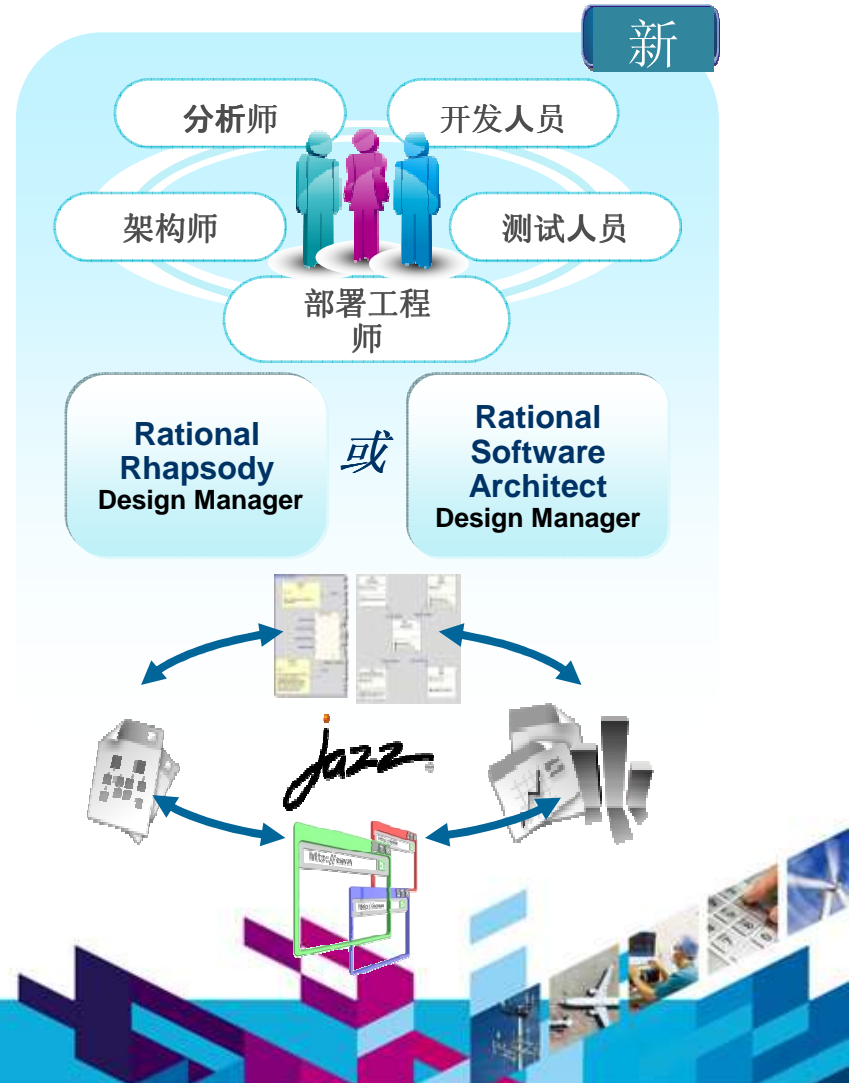 新
分析师
开发人员
架构师
测试人员
部署工程
师
Rational
Rhapsody
Design Manager
或
Rational
Software
Architect
Design Manager
jazz